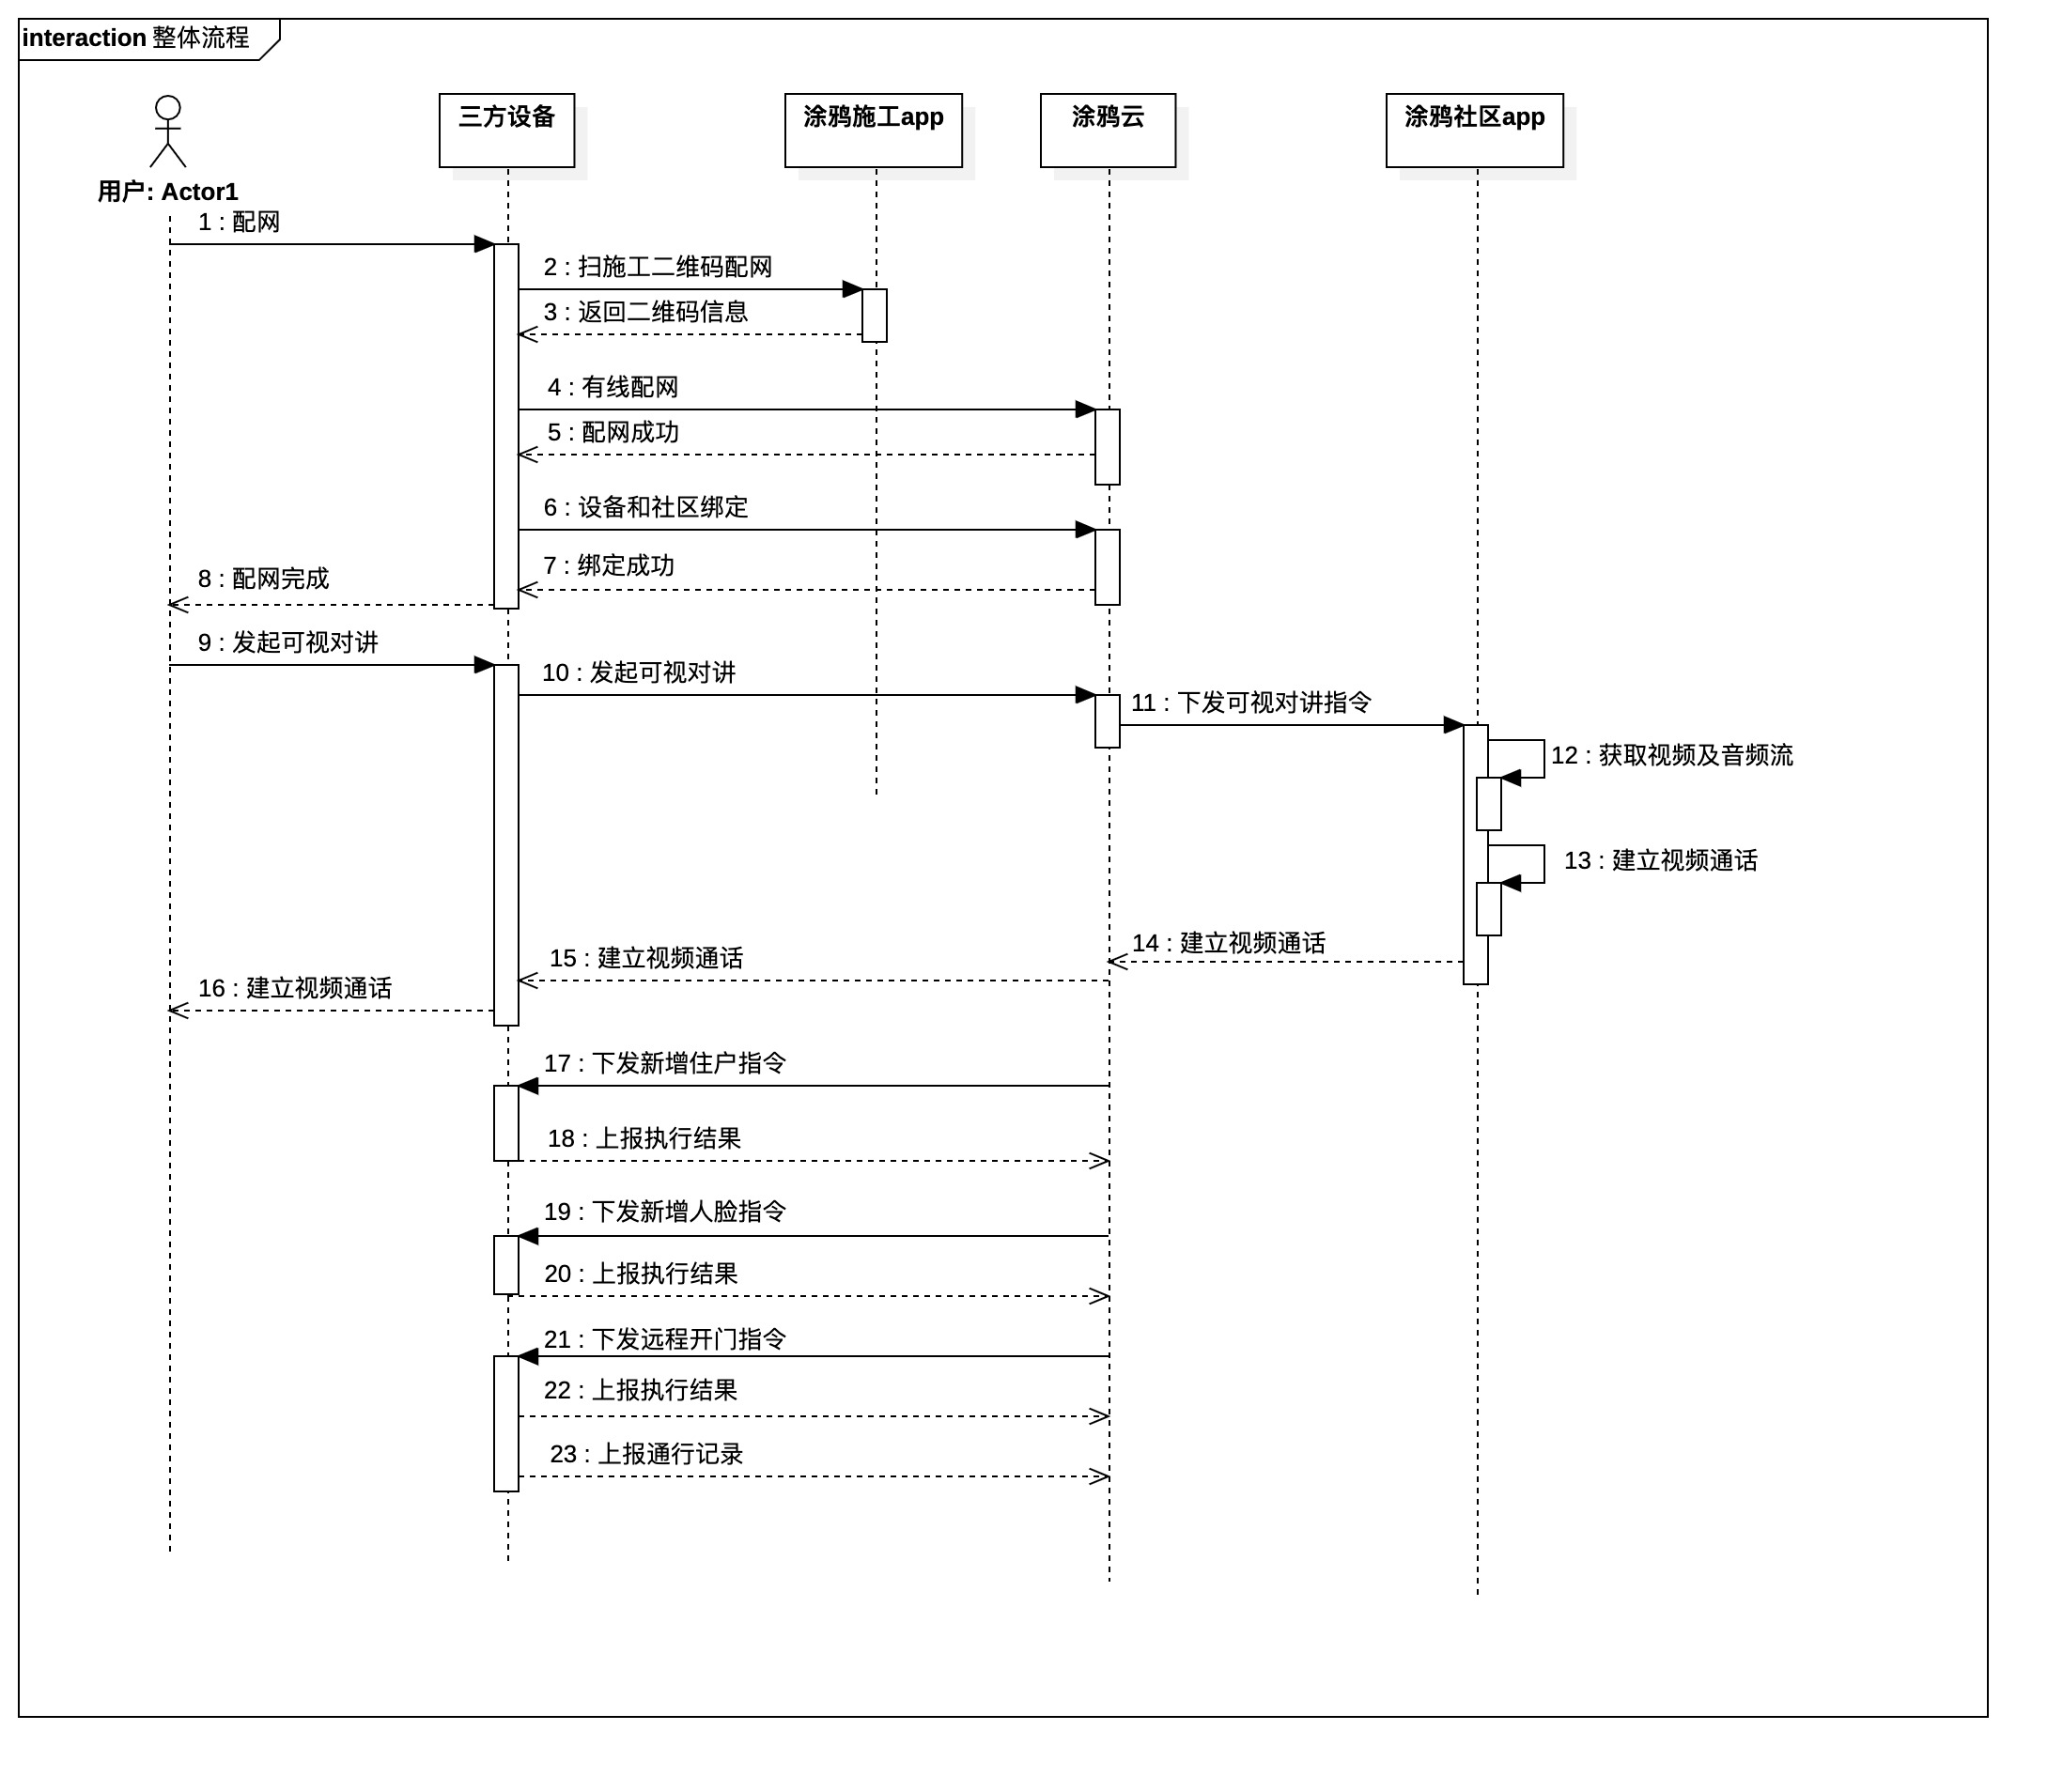 interaction 整体流程
三方设备
涂鸦施工app
涂鸦云
涂鸦社区app
用户: Actor1
1 : 配网
2 : 扫施工二维码配网
3 : 返回二维码信息
4 : 有线配网
5 : 配网成功
6 : 设备和社区绑定
7 : 绑定成功
8 : 配网完成
9 : 发起可视对讲
10 : 发起可视对讲
11 : 下发可视对讲指令
12 : 获取视频及音频流
13 : 建立视频通话
14 : 建立视频通话
15 : 建立视频通话
16 : 建立视频通话
17 : 下发新增住户指令
18 : 上报执行结果
19 : 下发新增人脸指令
20 : 上报执行结果
21 : 下发远程开门指令
22 : 上报执行结果
23 : 上报通行记录